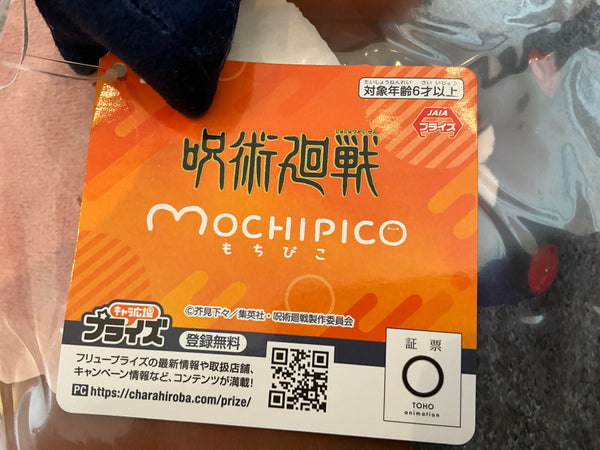 たいしょうねんれい さい いじょう
対象年齢6才以上
JAIA
プライズ
じゅじゅつかいせん
呪術廻戦
MOCHIPICO
もちぴこ
©芥見下々/集英社・呪術廻戦製作委員会
キャラ広場
プライズ
登録無料
フリュープライズの最新情報や取扱店舗、
キャンペーン情報など、コンテンツが満載!
PC https://charahiroba.com/prize/
証票
TOHO
animation